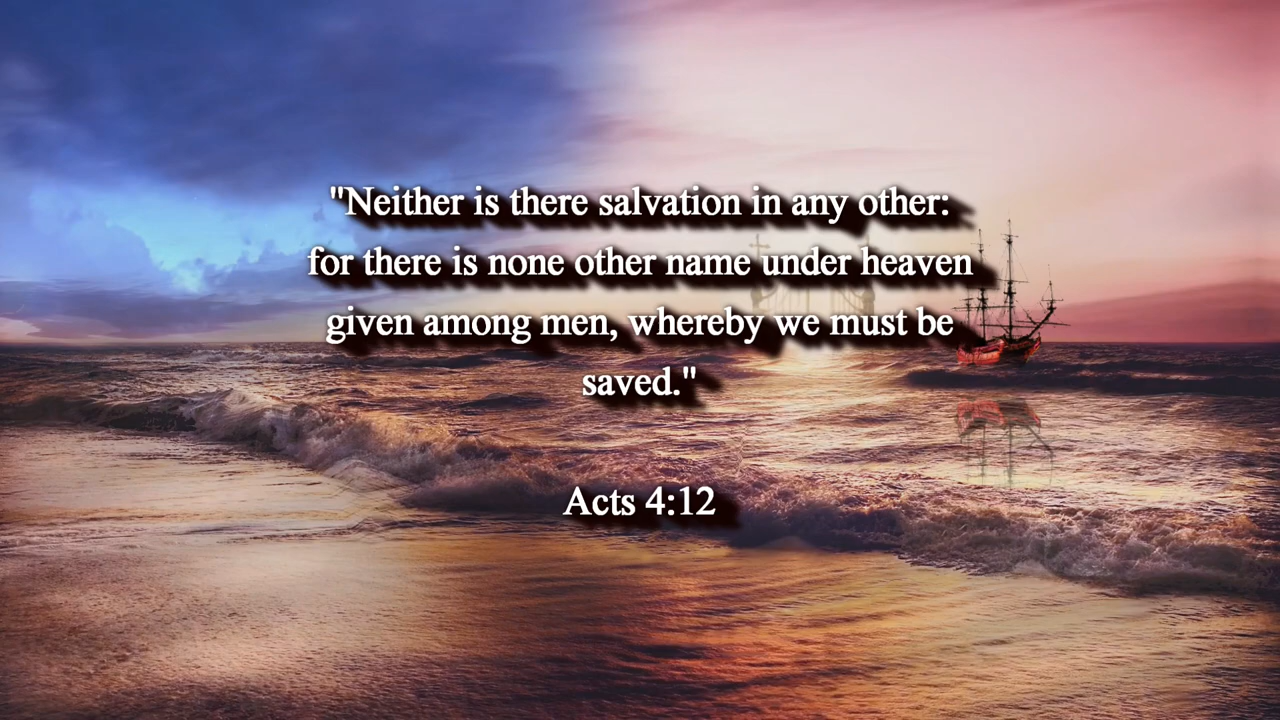 "Neither is there salvation in any other:
for there is none other name under heaven
given among men, whereby we must be
saved."
Acts 4:12